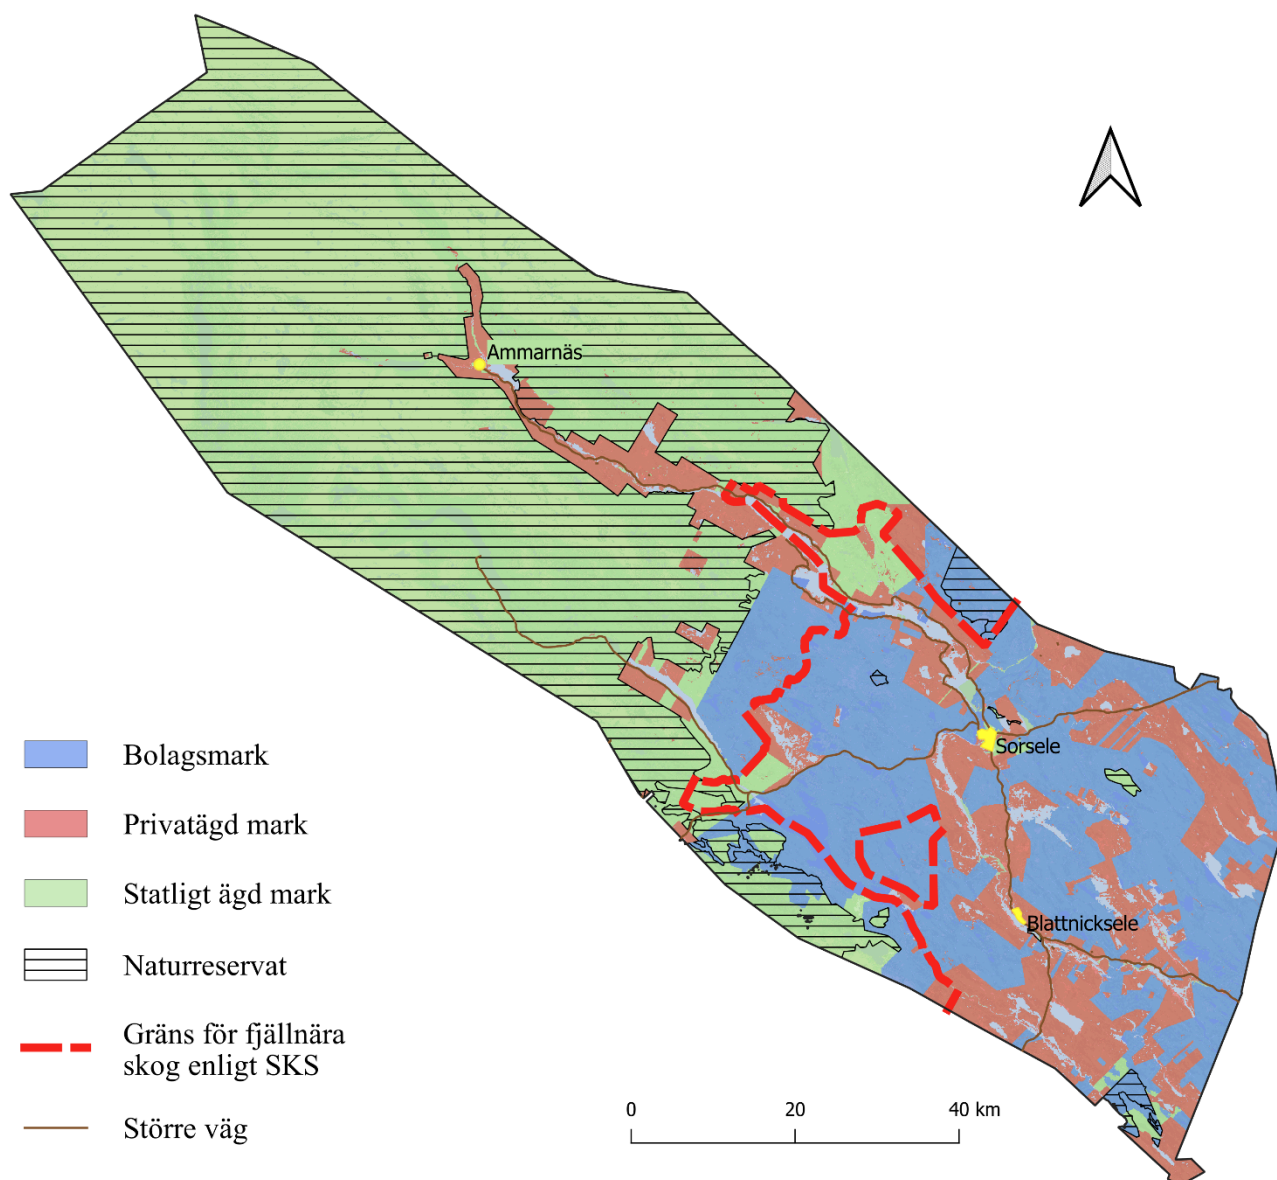 Ammarnäs
Sorsele
Blattnicksele
Bolagsmark
Privatägd mark
Statligt ägd mark
Naturreservat
Gräns för fjällnära
skog enligt SKS
Större väg
0 20 40 km